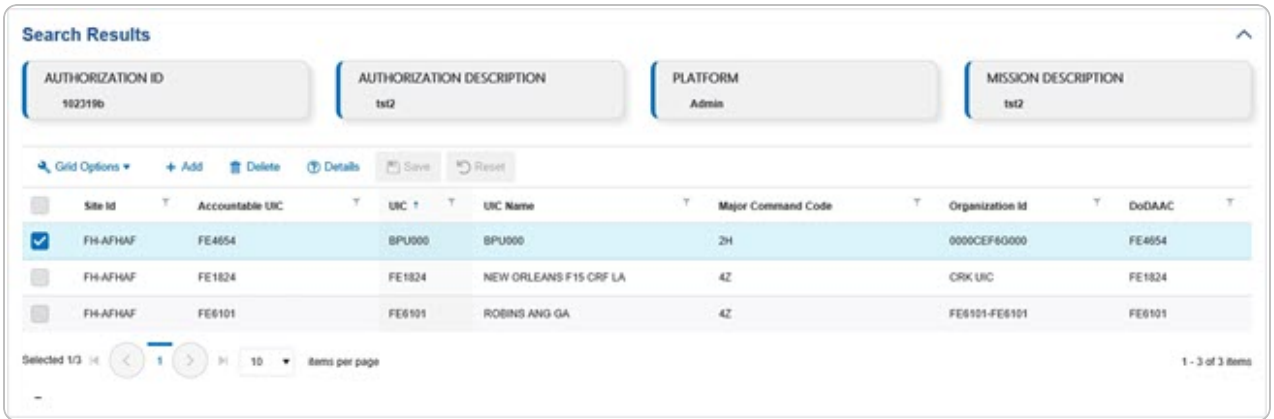 Search Results
AUTHORIZATION ID AUTHORIZATION DESCRIPTION PLATFORM MISSION DESCRIPTION
102319b tst2 Admin tst2
Grid Options + Add Delete Details Save Reset
Site Id Accountable UIC UIC ↑ UIC Name Major Command Code Organization Id DoDAAC
FH-AFHAF FE4654 BPU000 BPU000 2H 0000CEF6G000 FE4654
FH-AFHAF FE1824 FE1824 NEW ORLEANS F15 CRF LA 4Z CRK UIC FE1824
FH-AFHAF FE6101 FE6101 ROBINS ANG GA 4Z FE6101-FE6101 FE6101
Selected 1/3 1 10 items per page 1 - 3 of 3 items